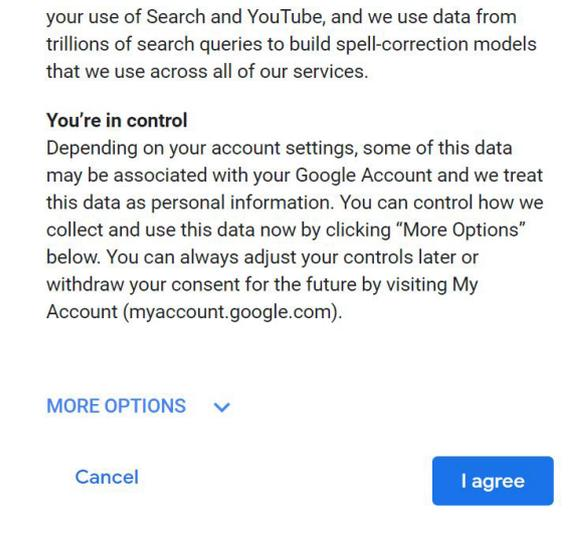 your use of Search and YouTube, and we use data from
trillions of search queries to build spell-correction models
that we use across all of our services.
You’re in control
Depending on your account settings, some of this data
may be associated with your Google Account and we treat
this data as personal information. You can control how we
collect and use this data now by clicking “More Options”
below. You can always adjust your controls later or
withdraw your consent for the future by visiting My
Account (myaccount.google.com).
MORE OPTIONS
Cancel
I agree